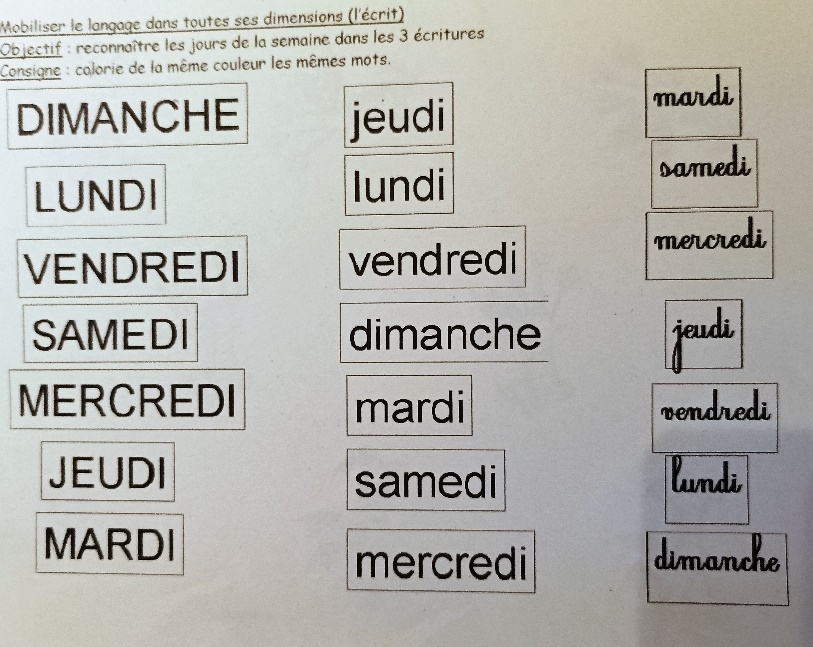 Mobiliser le langage dans toutes ses dimensions (l'écrit)
Objectif : reconnaître les jours de la semaine dans les 3 écritures
Consigne : colorie de la même couleur les mêmes mots.
DIMANCHE jeudi mardi
LUNDI lundi samedi
VENDREDI vendredi mercredi
SAMEDI dimanche jeudi
MERCREDI mardi vendredi
JEUDI samedi lundi
MARDI mercredi dimanche